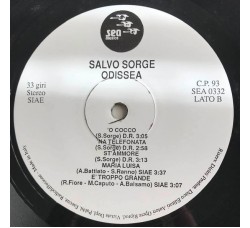 sea
musica
SALVO SORGE
ODISSEA
33 giri
Stereo
SIAE
C.P. 93
SEA 0332
LATO B
'O COCCO
(S.Sorge) D.R. 3:05
'NA TELEFONATA
(S.Sorge) D.R. 2:58
ST'AMMORE
(S.Sorge) D.R. 3:13
MARIA LUISA
(A.Battiato - S.Ranno) SIAE 3'37
E' TROPPO GRANDE
(R.Fiore - M.Caputo - A.Balsamo) SIAE 3:07